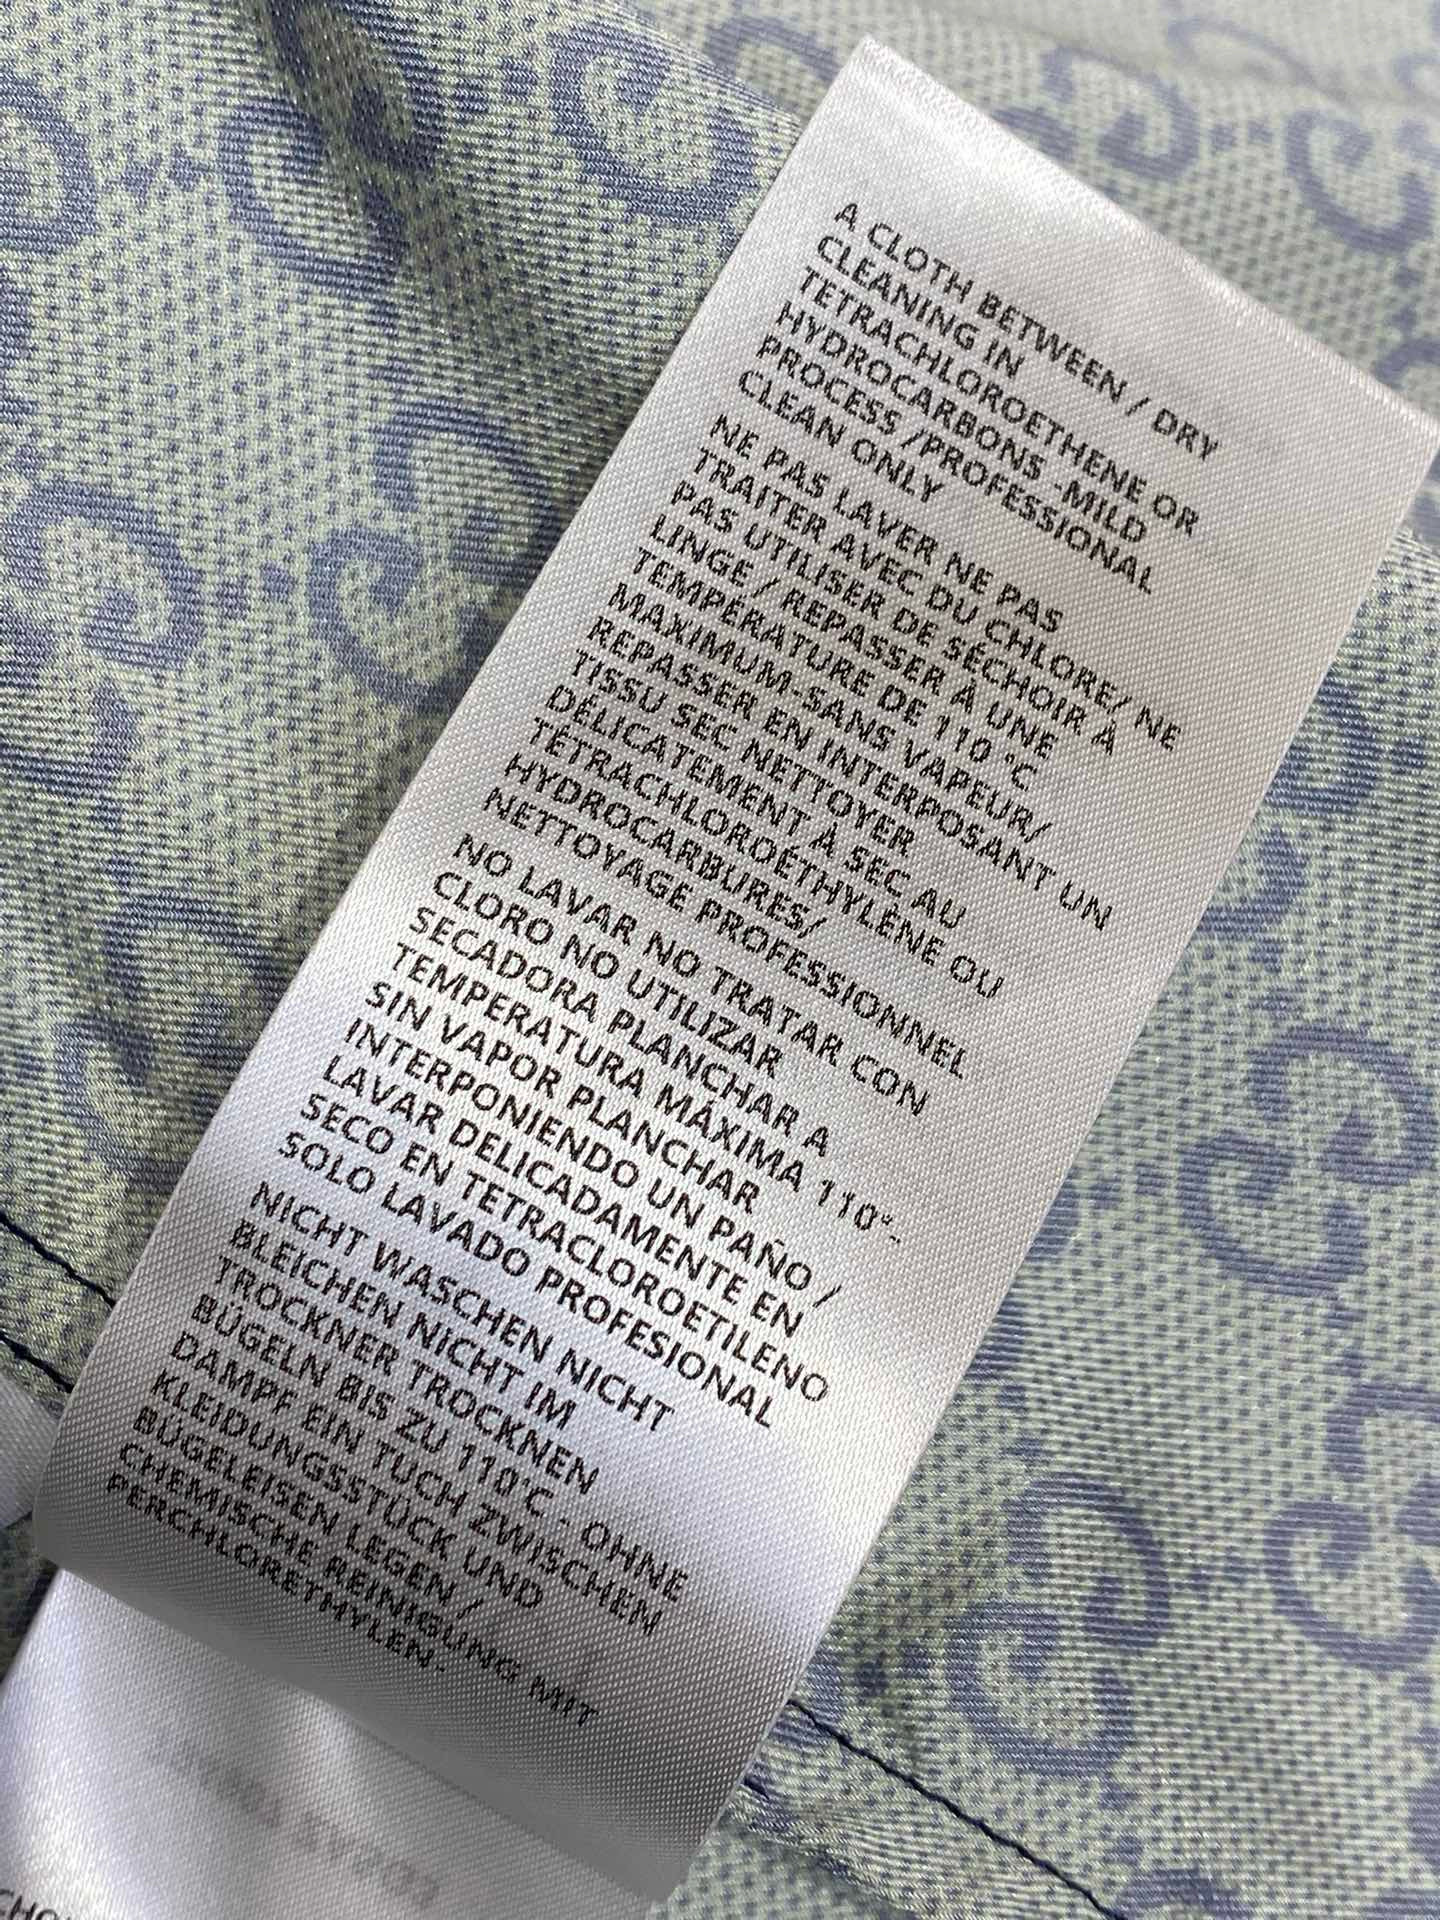 A CLOTH BETWEEN / DRY
CLEANING IN
TETRACHLOROETHENE OR
HYDROCARBONS -MILD
PROCESS /PROFESSIONAL
CLEAN ONLY
NE PAS LAVER NE PAS
TRAITER AVEC DU CHLORE/ NE
PAS UTILISER DE SÉCHOIR À
LINGE / REPASSER À UNE
TEMPÉRATURE DE 110 °C
MAXIMUM-SANS VAPEUR/
REPASSER EN INTERPOSANT UN
TISSU SEC NETTOYER
DÉLICATEMENT À SEC AU
TÉTRACHLOROÉTHYLÈNE OU
HYDROCARBURES/
NETTOYAGE PROFESSIONNEL
NO LAVAR NO TRATAR CON
CLORO NO UTILIZAR
SECADORA PLANCHAR A
TEMPERATURA MÁXIMA 110°-
SIN VAPOR PLANCHAR
INTERPONIENDO UN PAÑO /
LAVAR DELICADAMENTE EN
SECO EN TETRACLOROETILENO
SOLO LAVADO PROFESIONAL
NICHT WASCHEN NICHT
BLEICHEN NICHT IM
TROCKNER TROCKNEN
BÜGELN BIS ZU 110°C - OHNE
DAMPF EIN TUCH ZWISCHEN
KLEIDUNGSSTÜCK UND
BÜGELEISEN LEGEN /
CHEMISCHE REINIGUNG MIT
PERCHLORETHYLEN-